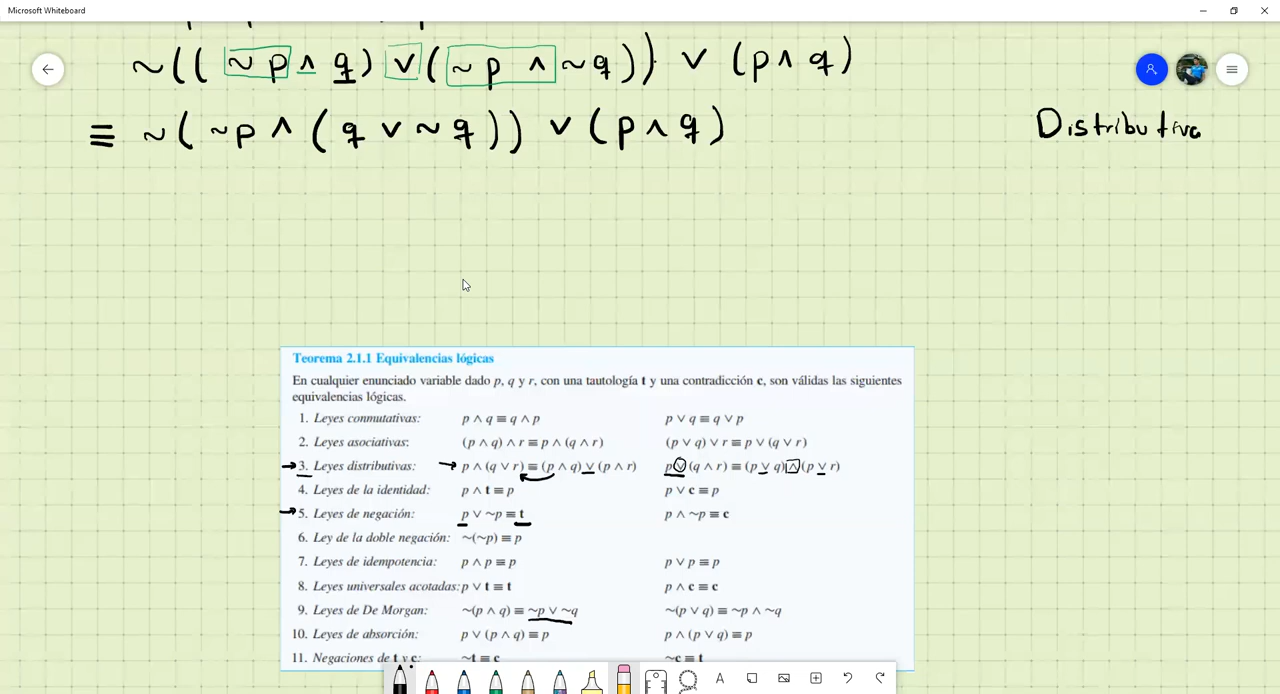 Microsoft Whiteboard
~((~p ∧ q) ∨ (~p ∧ ~q)) ∨ (p ∧ q)
≡ ~(~p ∧ (q ∨ ~q)) ∨ (p ∧ q) Distributiva
Teorema 2.1.1 Equivalencias lógicas
En cualquier enunciado variable dado p, q y r, con una tautología t y una contradicción c, son válidas las siguientes
equivalencias lógicas.
1. Leyes conmutativas: p ∧ q ≡ q ∧ p p ∨ q ≡ q ∨ p
2. Leyes asociativas: (p ∧ q) ∧ r ≡ p ∧ (q ∧ r) (p ∨ q) ∨ r ≡ p ∨ (q ∨ r)
3. Leyes distributivas: p ∧ (q ∨ r) ≡ (p ∧ q) ∨ (p ∧ r) p ∨ (q ∧ r) ≡ (p ∨ q) ∧ (p ∨ r)
4. Leyes de la identidad: p ∧ t ≡ p p ∨ c ≡ p
5. Leyes de negación: p ∨ ~p ≡ t p ∧ ~p ≡ c
6. Ley de la doble negación: ~(~p) ≡ p
7. Leyes de idempotencia: p ∧ p ≡ p p ∨ p ≡ p
8. Leyes universales acotadas: p ∨ t ≡ t p ∧ c ≡ c
9. Leyes de De Morgan: ~(p ∧ q) ≡ ~p ∨ ~q ~(p ∨ q) ≡ ~p ∧ ~q
10. Leyes de absorción: p ∨ (p ∧ q) ≡ p p ∧ (p ∨ q) ≡ p
11. Negaciones de t y c: ~t ≡ c ~c ≡ t